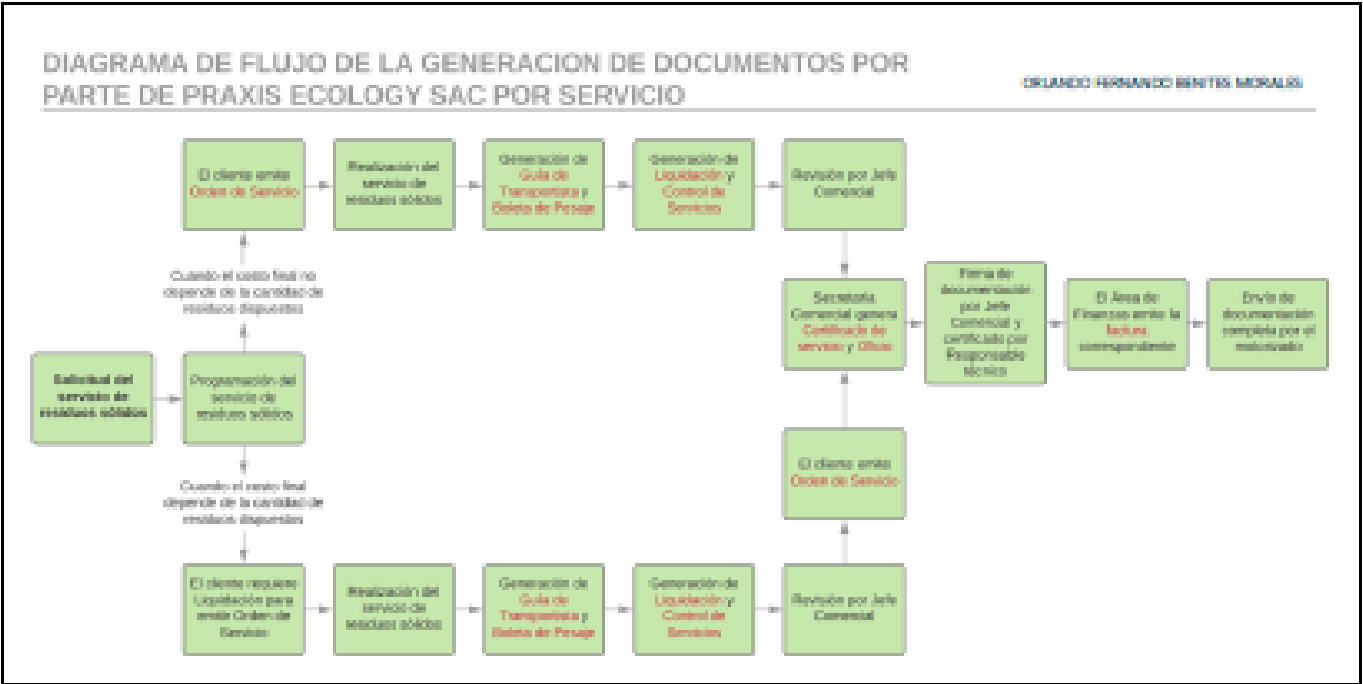 DIAGRAMA DE FLUJO DE LA GENERACION DE DOCUMENTOS POR
PARTE DE PRAXIS ECOLOGY SAC POR SERVICIO
ORLANDO FERNANDO BENITES MORALES
El cliente emite
Orden de Servicio
Realización del
servicio de
residuos sólidos
Generación de
Guía de
Transportista y
Boleta de Pesaje
Generación de
Liquidación y
Control de
Servicios
Revisión por Jefe
Comercial
Cuando el costo final no
depende de la cantidad de
residuos dispuestos
Secretaria
Comercial genera
Certificado de
servicio y Oficio
Firma de
documentación
por Jefe
Comercial y
certificado por
Responsable
técnico
El Área de
Finanzas emite la
factura
correspondiente
Envío de
documentación
completa por el
motorizado
Solicitud del
servicio de
residuos sólidos
Programación del
servicio de
residuos sólidos
Cuando el costo final
depende de la cantidad de
residuos dispuestos
El cliente emite
Orden de Servicio
El cliente requiere
Liquidación para
emitir Orden de
Servicio
Realización del
servicio de
residuos sólidos
Generación de
Guía de
Transportista y
Boleta de Pesaje
Generación de
Liquidación y
Control de
Servicios
Revisión por Jefe
Comercial